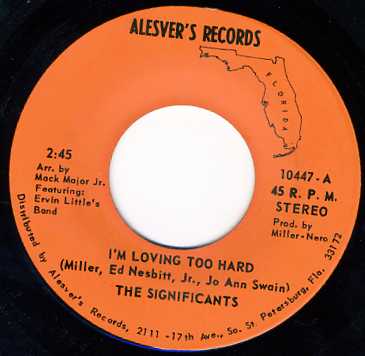 ALESVER'S RECORDS
FLORIDA
2:45
Arr. by
Mack Major Jr.
Featuring:
Ervin Little's
Band
10447-A
45 R.P.M.
STEREO
Prod. by
Miller-Nero
I'M LOVING TOO HARD
(Miller, Ed Nesbitt, Jr., Jo Ann Swain)
THE SIGNIFICANTS
Distributed by Alesver's Records, 2111 -17th Ave., So. St. Petersburg, Fla. 33172